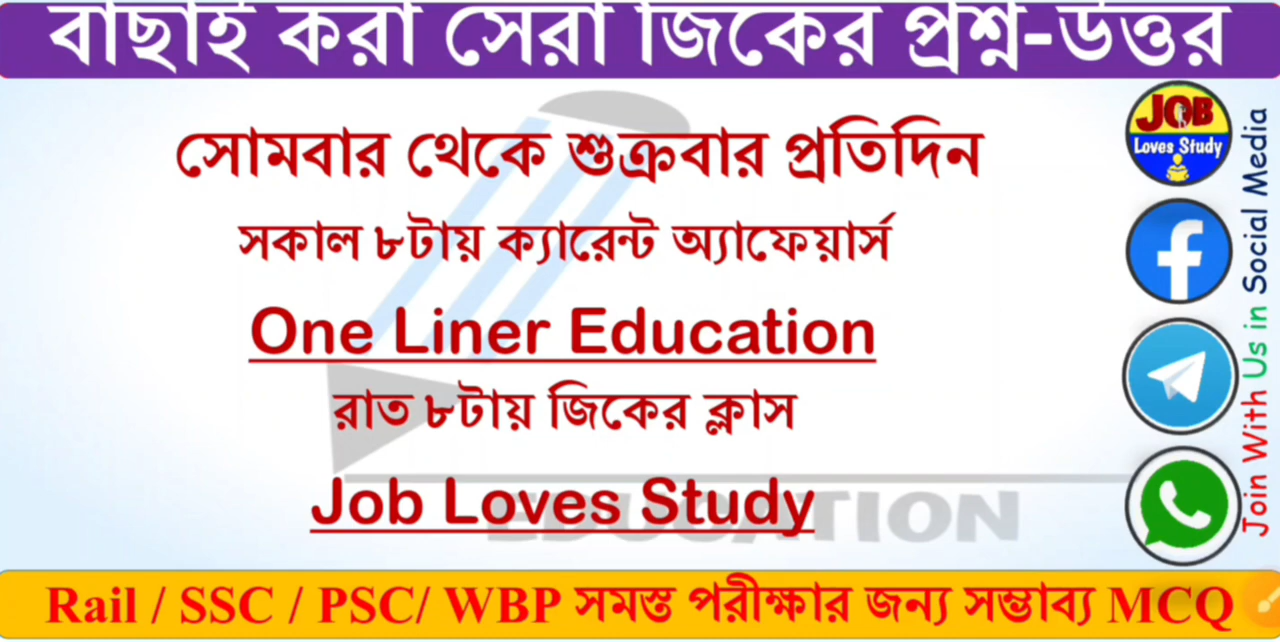 বাছাই করা সেরা জিকের প্রশ্ন-উত্তর
সোমবার থেকে শুক্রবার প্রতিদিন
সকাল ৮টায় ক্যারেন্ট অ্যাফেয়ার্স
One Liner Education
রাত ৮টায় জিকের ক্লাস
Job Loves Study
EDUCATION
Rail / SSC / PSC/ WBP সমস্ত পরীক্ষার জন্য সম্ভাব্য MCQ
JOB
Loves Study
Join With Us in Social Media